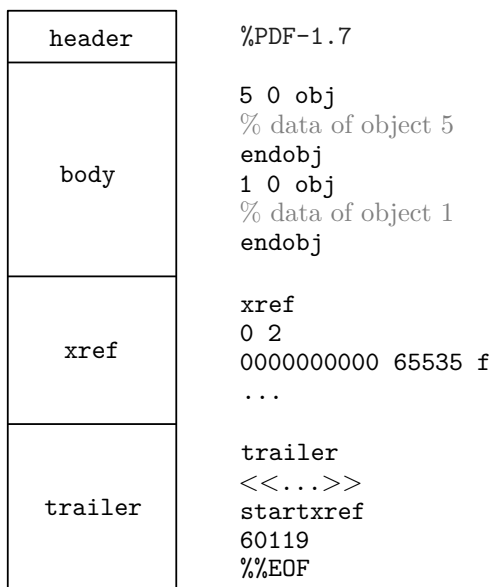 header
%PDF-1.7
body
5 0 obj
% data of object 5
endobj
1 0 obj
% data of object 1
endobj
xref
xref
0 2
0000000000 65535 f
...
trailer
trailer
<<...>>
startxref
60119
%%EOF